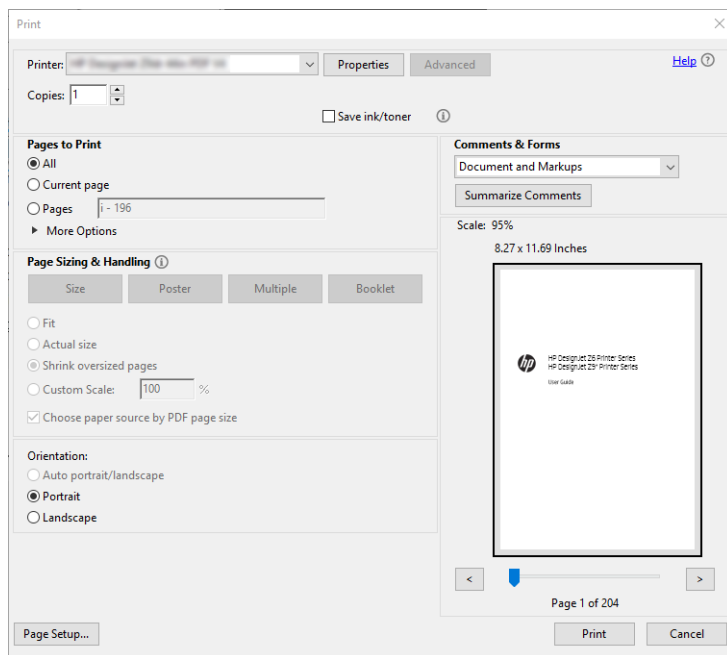 Print
Printer:
Properties
Advanced
Help
Copies: 1
Save ink/toner
Pages to Print
All
Current page
Pages i - 196
More Options
Page Sizing & Handling
Size Poster Multiple Booklet
Fit
Actual size
Shrink oversized pages
Custom Scale: 100 %
Choose paper source by PDF page size
Orientation:
Auto portrait/landscape
Portrait
Landscape
Comments & Forms
Document and Markups
Summarize Comments
Scale: 95%
8.27 x 11.69 Inches
hp
HP DesignJet Z6 Printer Series
HP DesignJet Z9⁺ Printer Series
User Guide
< >
Page 1 of 204
Page Setup...
Print Cancel